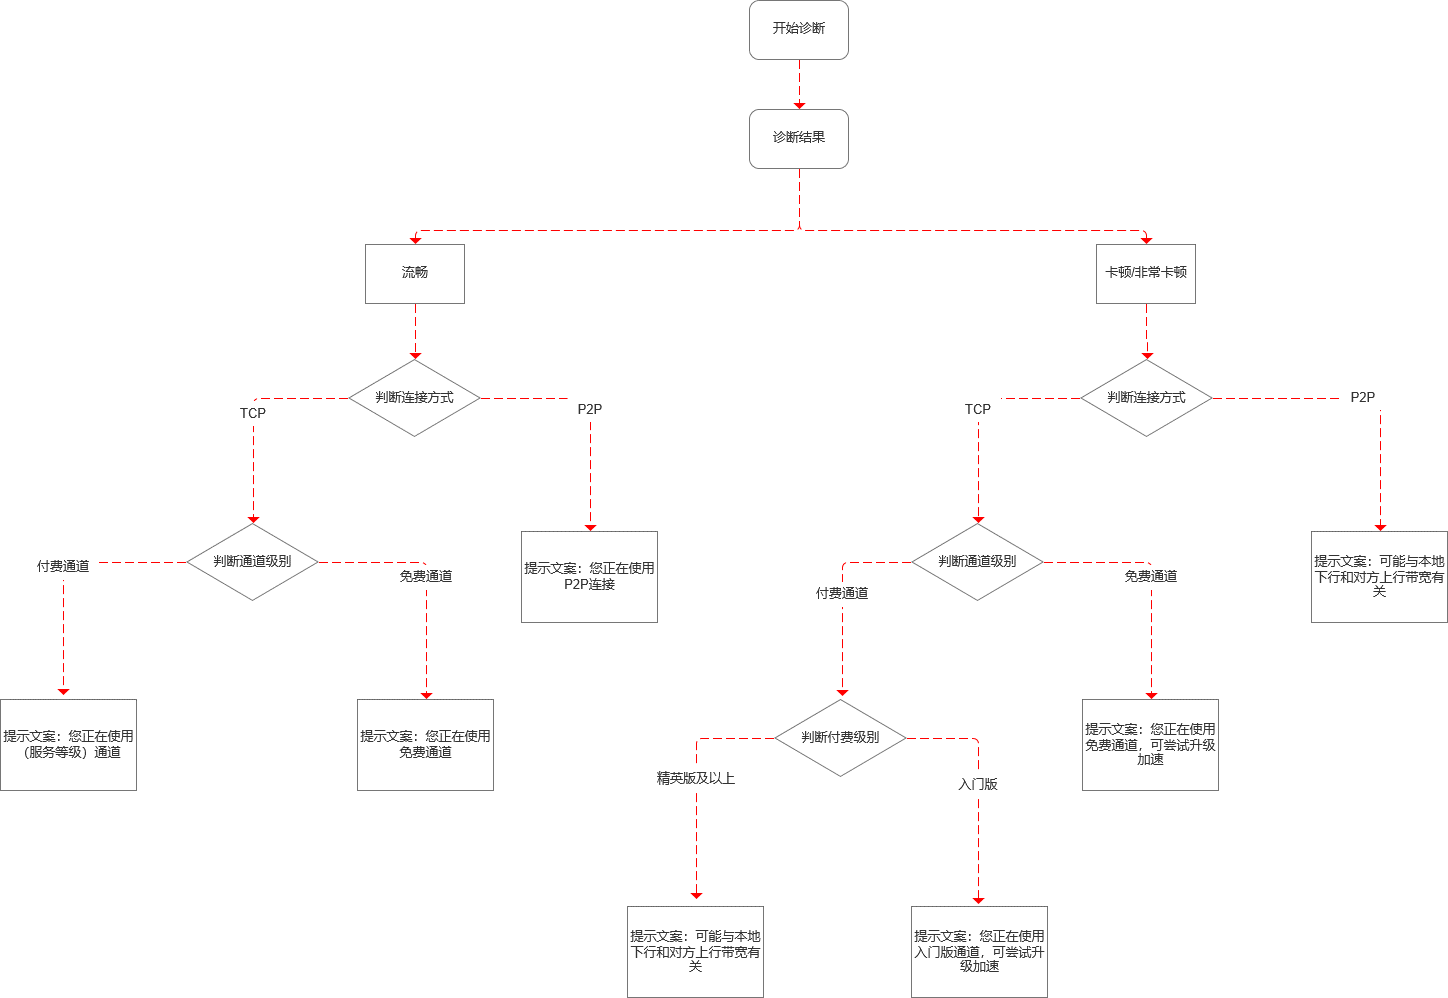 开始诊断
诊断结果
流畅
卡顿/非常卡顿
判断连接方式
判断连接方式
TCP
P2P
TCP
P2P
判断通道级别
判断通道级别
付费通道
免费通道
付费通道
免费通道
提示文案：您正在使用
P2P连接
提示文案：可能与本地
下行和对方上行带宽有
关
提示文案：您正在使用
（服务等级）通道
提示文案：您正在使用
免费通道
判断付费级别
提示文案：您正在使用
免费通道，可尝试升级
加速
精英版及以上
入门版
提示文案：可能与本地
下行和对方上行带宽有
关
提示文案：您正在使用
入门版通道，可尝试升
级加速